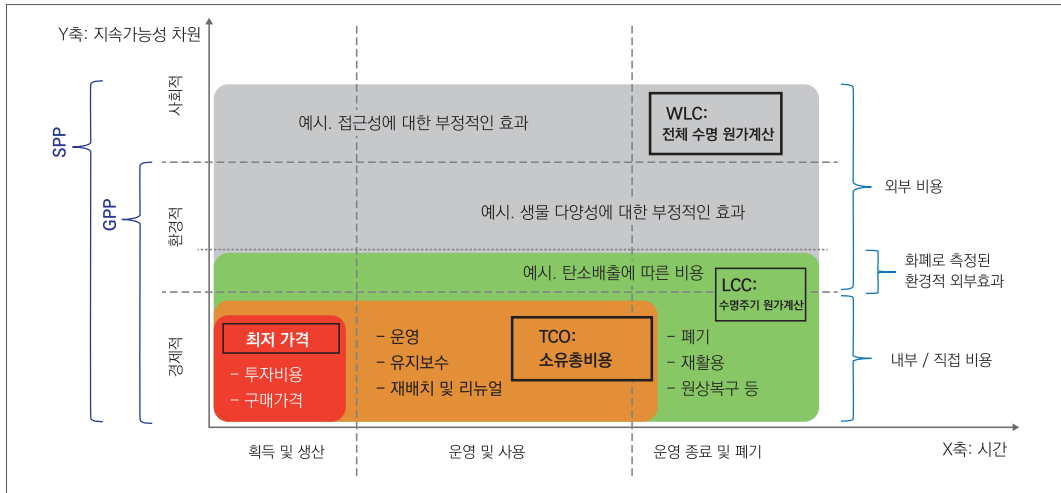 Y축: 지속가능성 차원
사회적
환경적
경제적
SPP
GPP
예시. 접근성에 대한 부정적인 효과
WLC:
전체 수명 원가계산
예시. 생물 다양성에 대한 부정적인 효과
예시. 탄소배출에 따른 비용
LCC:
수명주기 원가계산
최저 가격
– 투자비용
– 구매가격
– 운영
– 유지보수
– 재배치 및 리뉴얼
TCO:
소유총비용
– 폐기
– 재활용
– 원상복구 등
외부 비용
화폐로 측정된
환경적 외부효과
내부 / 직접 비용
획득 및 생산
운영 및 사용
운영 종료 및 폐기
X축: 시간